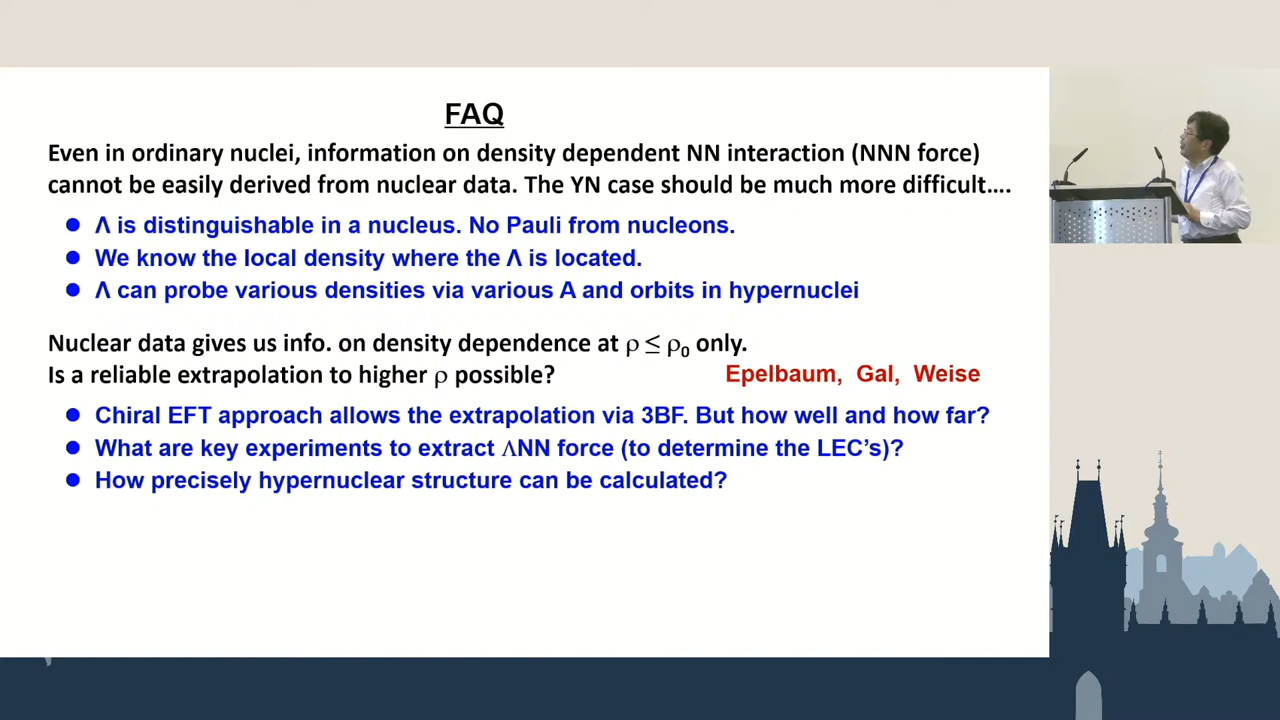 FAQ
Even in ordinary nuclei, information on density dependent NN interaction (NNN force)
cannot be easily derived from nuclear data. The YN case should be much more difficult….
● Λ is distinguishable in a nucleus. No Pauli from nucleons.
● We know the local density where the Λ is located.
● Λ can probe various densities via various A and orbits in hypernuclei
Nuclear data gives us info. on density dependence at ρ ≤ ρ₀ only.
Is a reliable extrapolation to higher ρ possible?
Epelbaum, Gal, Weise
● Chiral EFT approach allows the extrapolation via 3BF. But how well and how far?
● What are key experiments to extract ΛNN force (to determine the LEC's)?
● How precisely hypernuclear structure can be calculated?